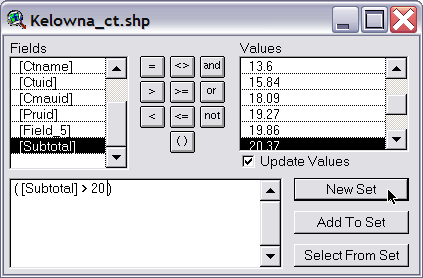 Kelowna_ct.shp
Fields
Values
[Ctname]
[Ctuid]
[Cmauid]
[Pruid]
[Field_5]
[Subtotal]
= <> and
> >= or
< <= not
( )
13.6
15.84
18.09
19.27
19.86
20.37
Update Values
( [Subtotal] > 20 )
New Set
Add To Set
Select From Set